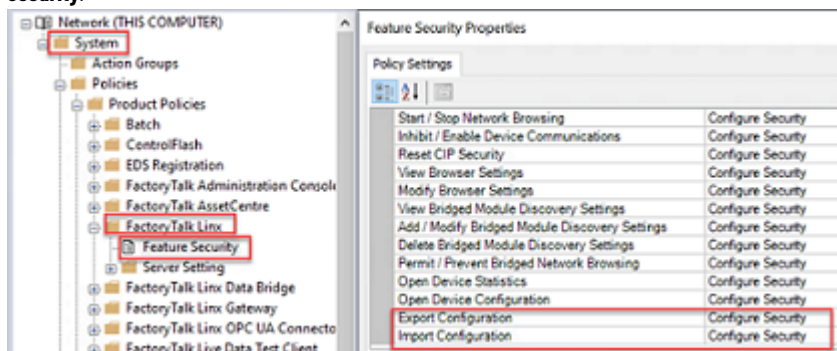 security.
Network (THIS COMPUTER)
System
Action Groups
Policies
Product Policies
Batch
ControlFlash
EDS Registration
FactoryTalk Administration Console
FactoryTalk AssetCentre
FactoryTalk Linx
Feature Security
Server Setting
FactoryTalk Linx Data Bridge
FactoryTalk Linx Gateway
FactoryTalk Linx OPC UA Connecto
FactoryTalk Live Data Test Client
Feature Security Properties
Policy Settings
Start / Stop Network Browsing Configure Security
Inhibit / Enable Device Communications Configure Security
Reset CIP Security Configure Security
View Browser Settings Configure Security
Modify Browser Settings Configure Security
View Bridged Module Discovery Settings Configure Security
Add / Modify Bridged Module Discovery Settings Configure Security
Delete Bridged Module Discovery Settings Configure Security
Permit / Prevent Bridged Network Browsing Configure Security
Open Device Statistics Configure Security
Open Device Configuration Configure Security
Export Configuration Configure Security
Import Configuration Configure Security